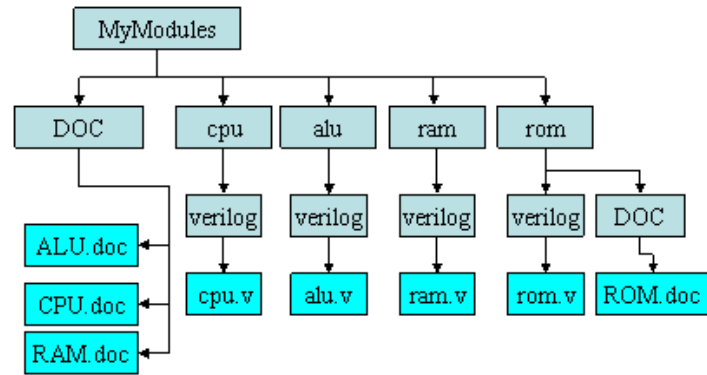 MyModules
DOC
cpu
alu
ram
rom
verilog
verilog
verilog
verilog
DOC
ALU.doc
cpu.v
alu.v
ram.v
rom.v
ROM.doc
CPU.doc
RAM.doc